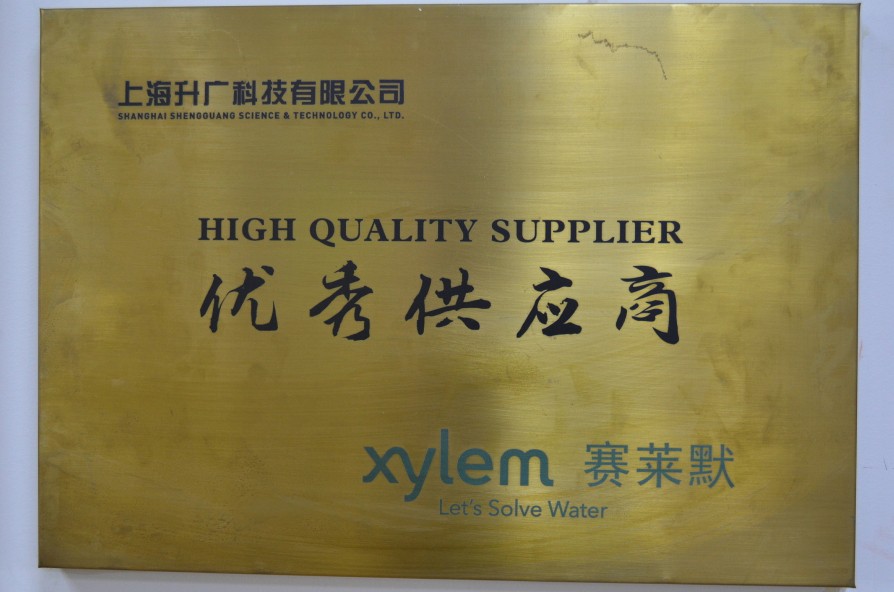 上海升广科技有限公司
SHANGHAI SHENGGUANG SCIENCE & TECHNOLOGY CO., LTD.
HIGH QUALITY SUPPLIER
优秀供应商
xylem 赛莱默
Let's Solve Water